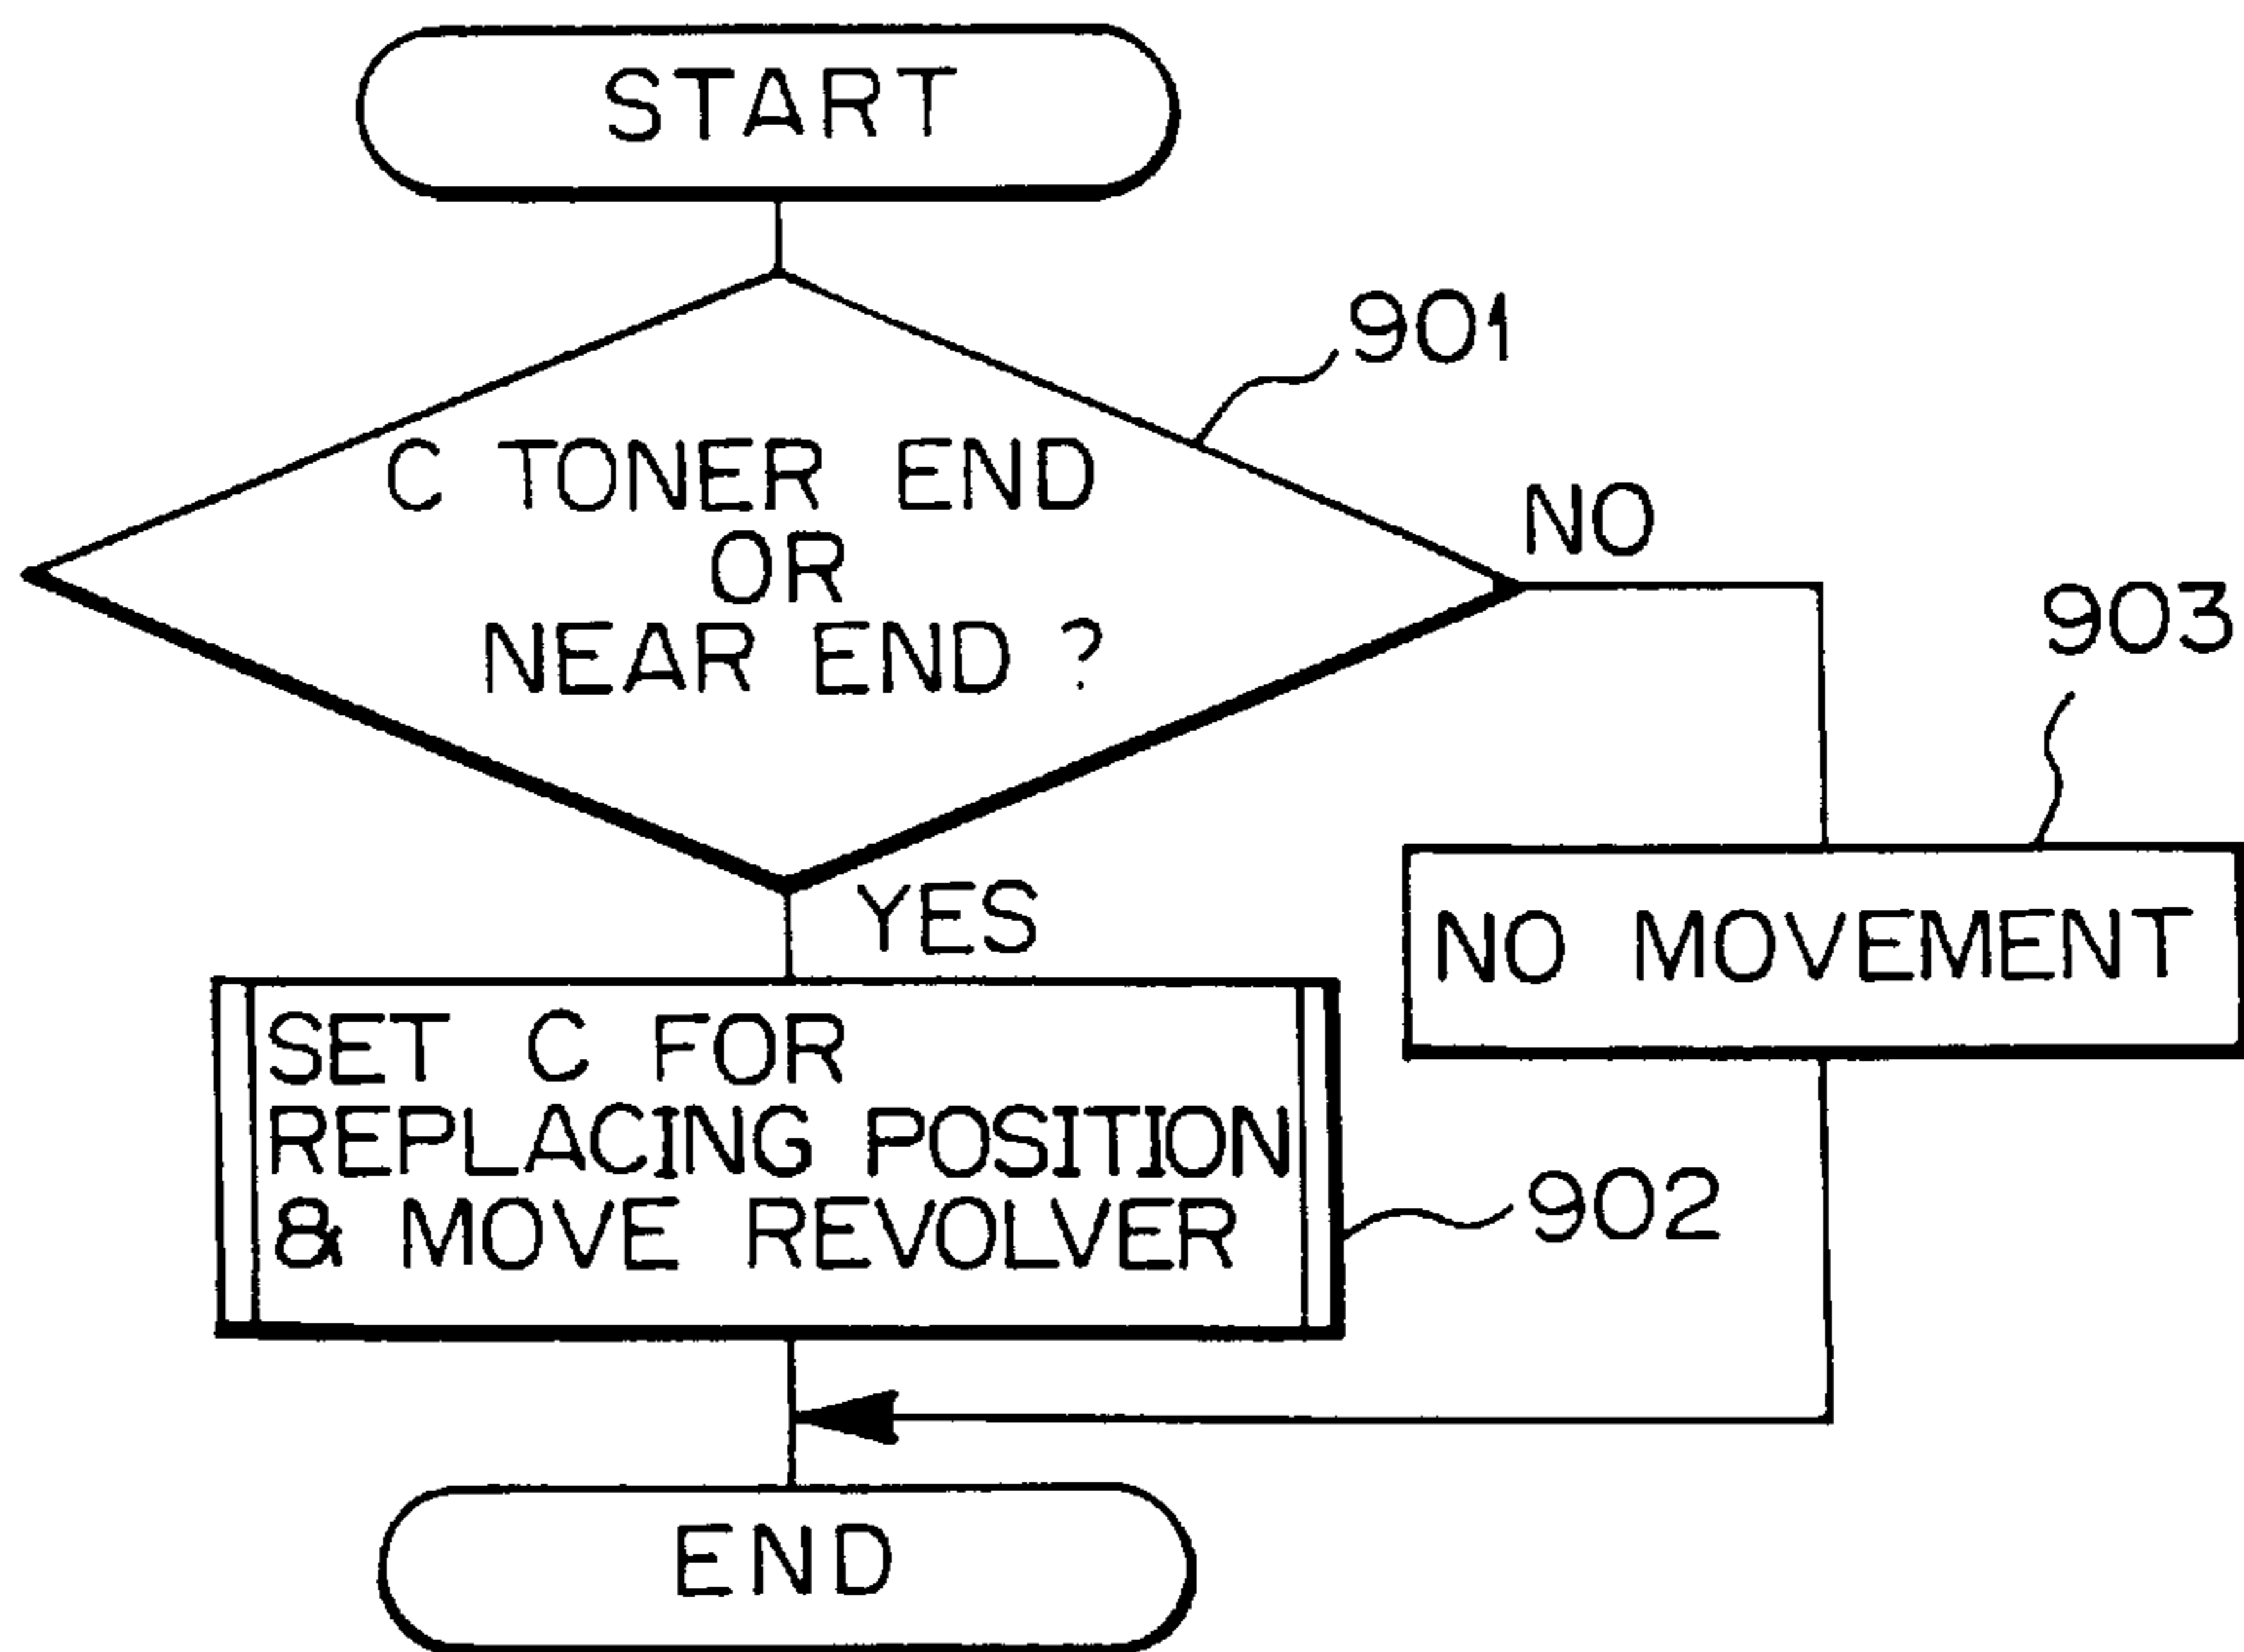 START
901
C TONER END
OR
NEAR END ?
NO
903
YES
NO MOVEMENT
SET C FOR
REPLACING POSITION
& MOVE REVOLVER
902
END